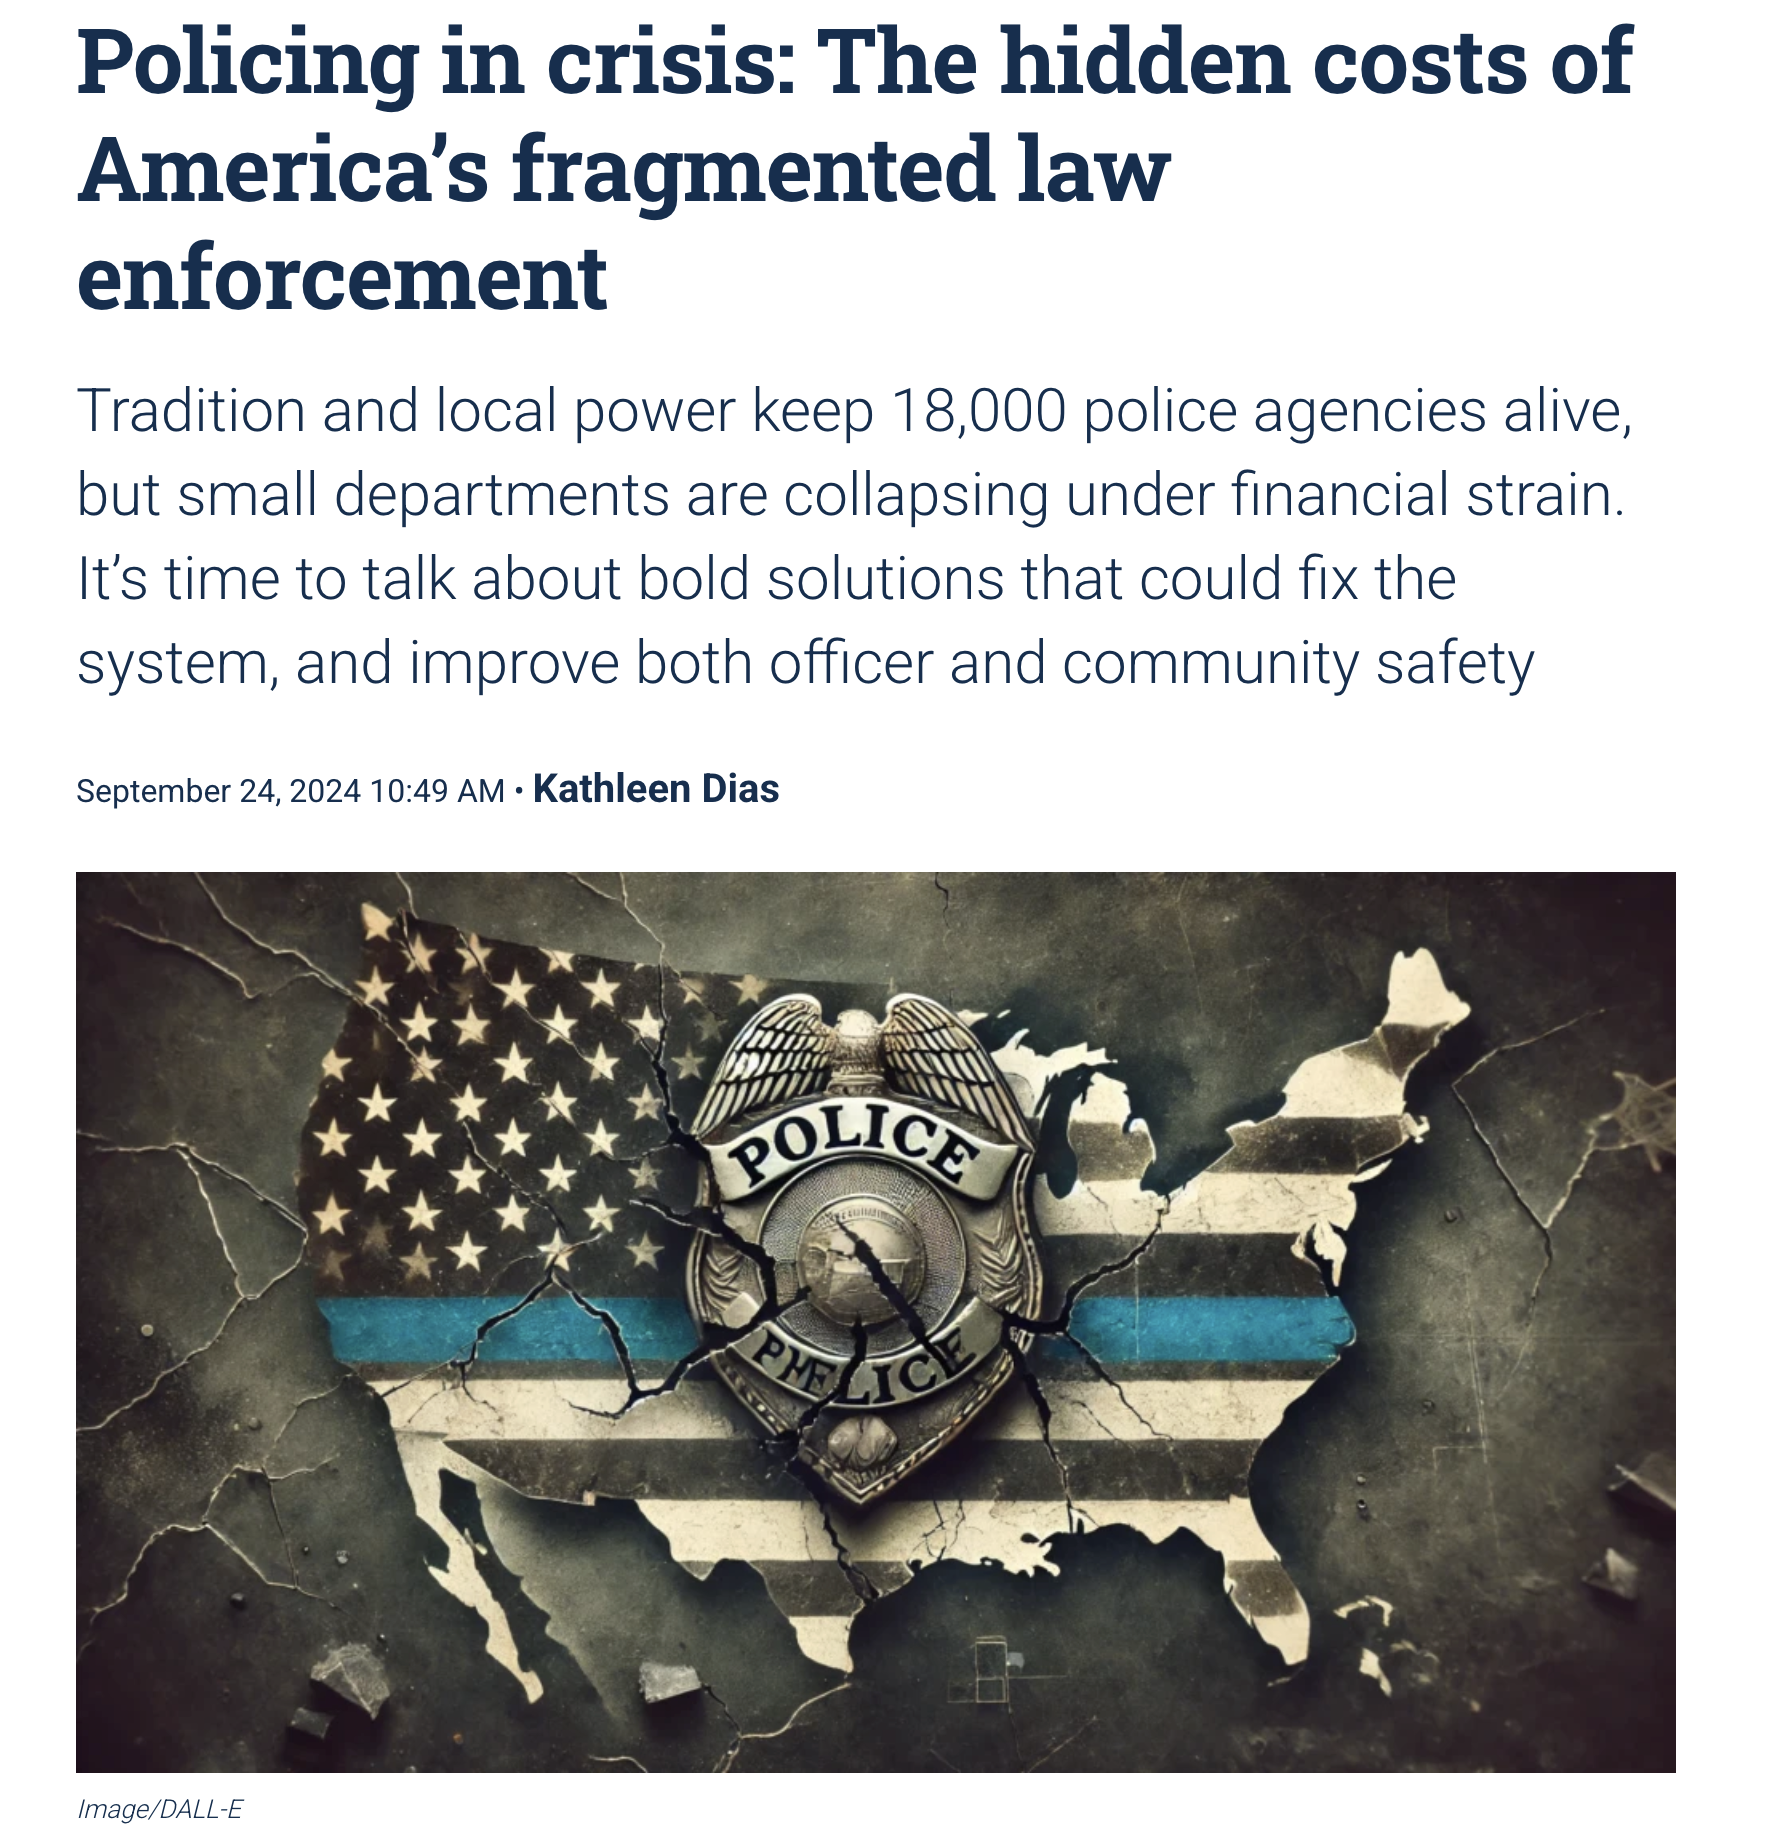 Policing in crisis: The hidden costs of
America’s fragmented law
enforcement
Tradition and local power keep 18,000 police agencies alive,
but small departments are collapsing under financial strain.
It’s time to talk about bold solutions that could fix the
system, and improve both officer and community safety
September 24, 2024 10:49 AM • Kathleen Dias
POLICE
Image/DALL-E